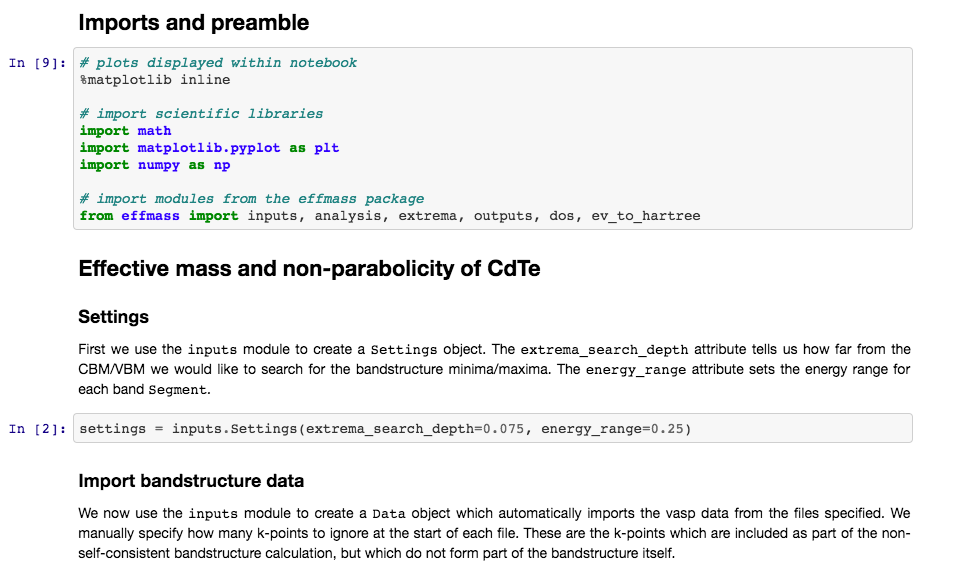 Imports and preamble
In [9]: # plots displayed within notebook
%matplotlib inline
# import scientific libraries
import math
import matplotlib.pyplot as plt
import numpy as np
# import modules from the effmass package
from effmass import inputs, analysis, extrema, outputs, dos, ev_to_hartree
Effective mass and non-parabolicity of CdTe
Settings
First we use the inputs module to create a Settings object. The extrema_search_depth attribute tells us how far from the
CBM/VBM we would like to search for the bandstructure minima/maxima. The energy_range attribute sets the energy range for
each band Segment.
In [2]: settings = inputs.Settings(extrema_search_depth=0.075, energy_range=0.25)
Import bandstructure data
We now use the inputs module to create a Data object which automatically imports the vasp data from the files specified. We
manually specify how many k-points to ignore at the start of each file. These are the k-points which are included as part of the non-
self-consistent bandstructure calculation, but which do not form part of the bandstructure itself.